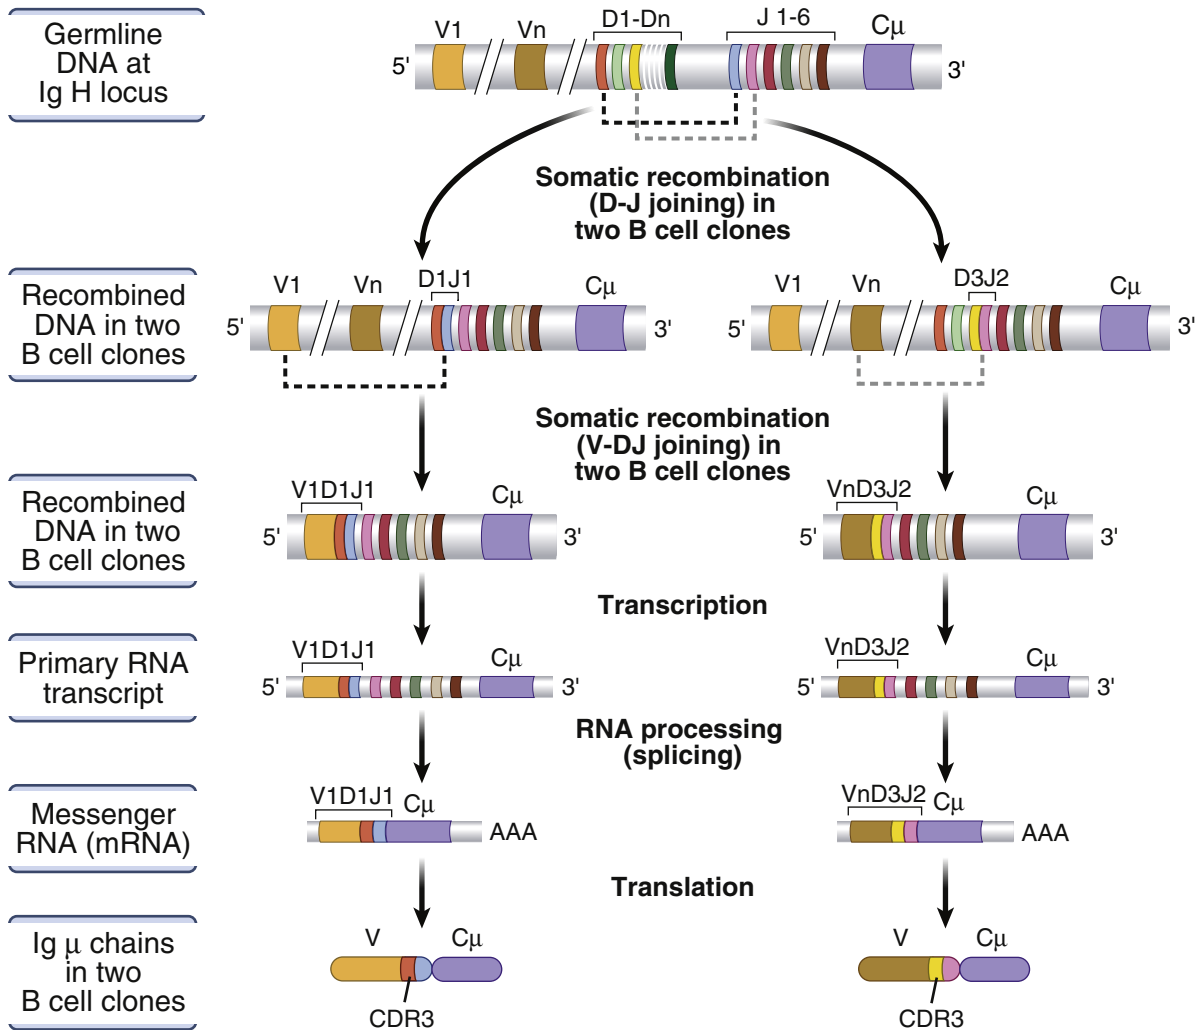 Germline
DNA at
Ig H locus
V1
Vn
D1-Dn
J 1-6
Cμ
5'
3'
Somatic recombination
(D-J joining) in
two B cell clones
Recombined
DNA in two
B cell clones
V1
Vn
D1J1
Cμ
5'
3'
V1
Vn
D3J2
Cμ
5'
3'
Somatic recombination
(V-DJ joining) in
two B cell clones
Recombined
DNA in two
B cell clones
V1D1J1
Cμ
5'
3'
VnD3J2
Cμ
5'
3'
Transcription
Primary RNA
transcript
V1D1J1
Cμ
5'
3'
VnD3J2
Cμ
5'
3'
RNA processing
(splicing)
Messenger
RNA (mRNA)
V1D1J1
Cμ
AAA
VnD3J2
Cμ
AAA
Translation
Ig μ chains
in two
B cell clones
V
Cμ
CDR3
V
Cμ
CDR3